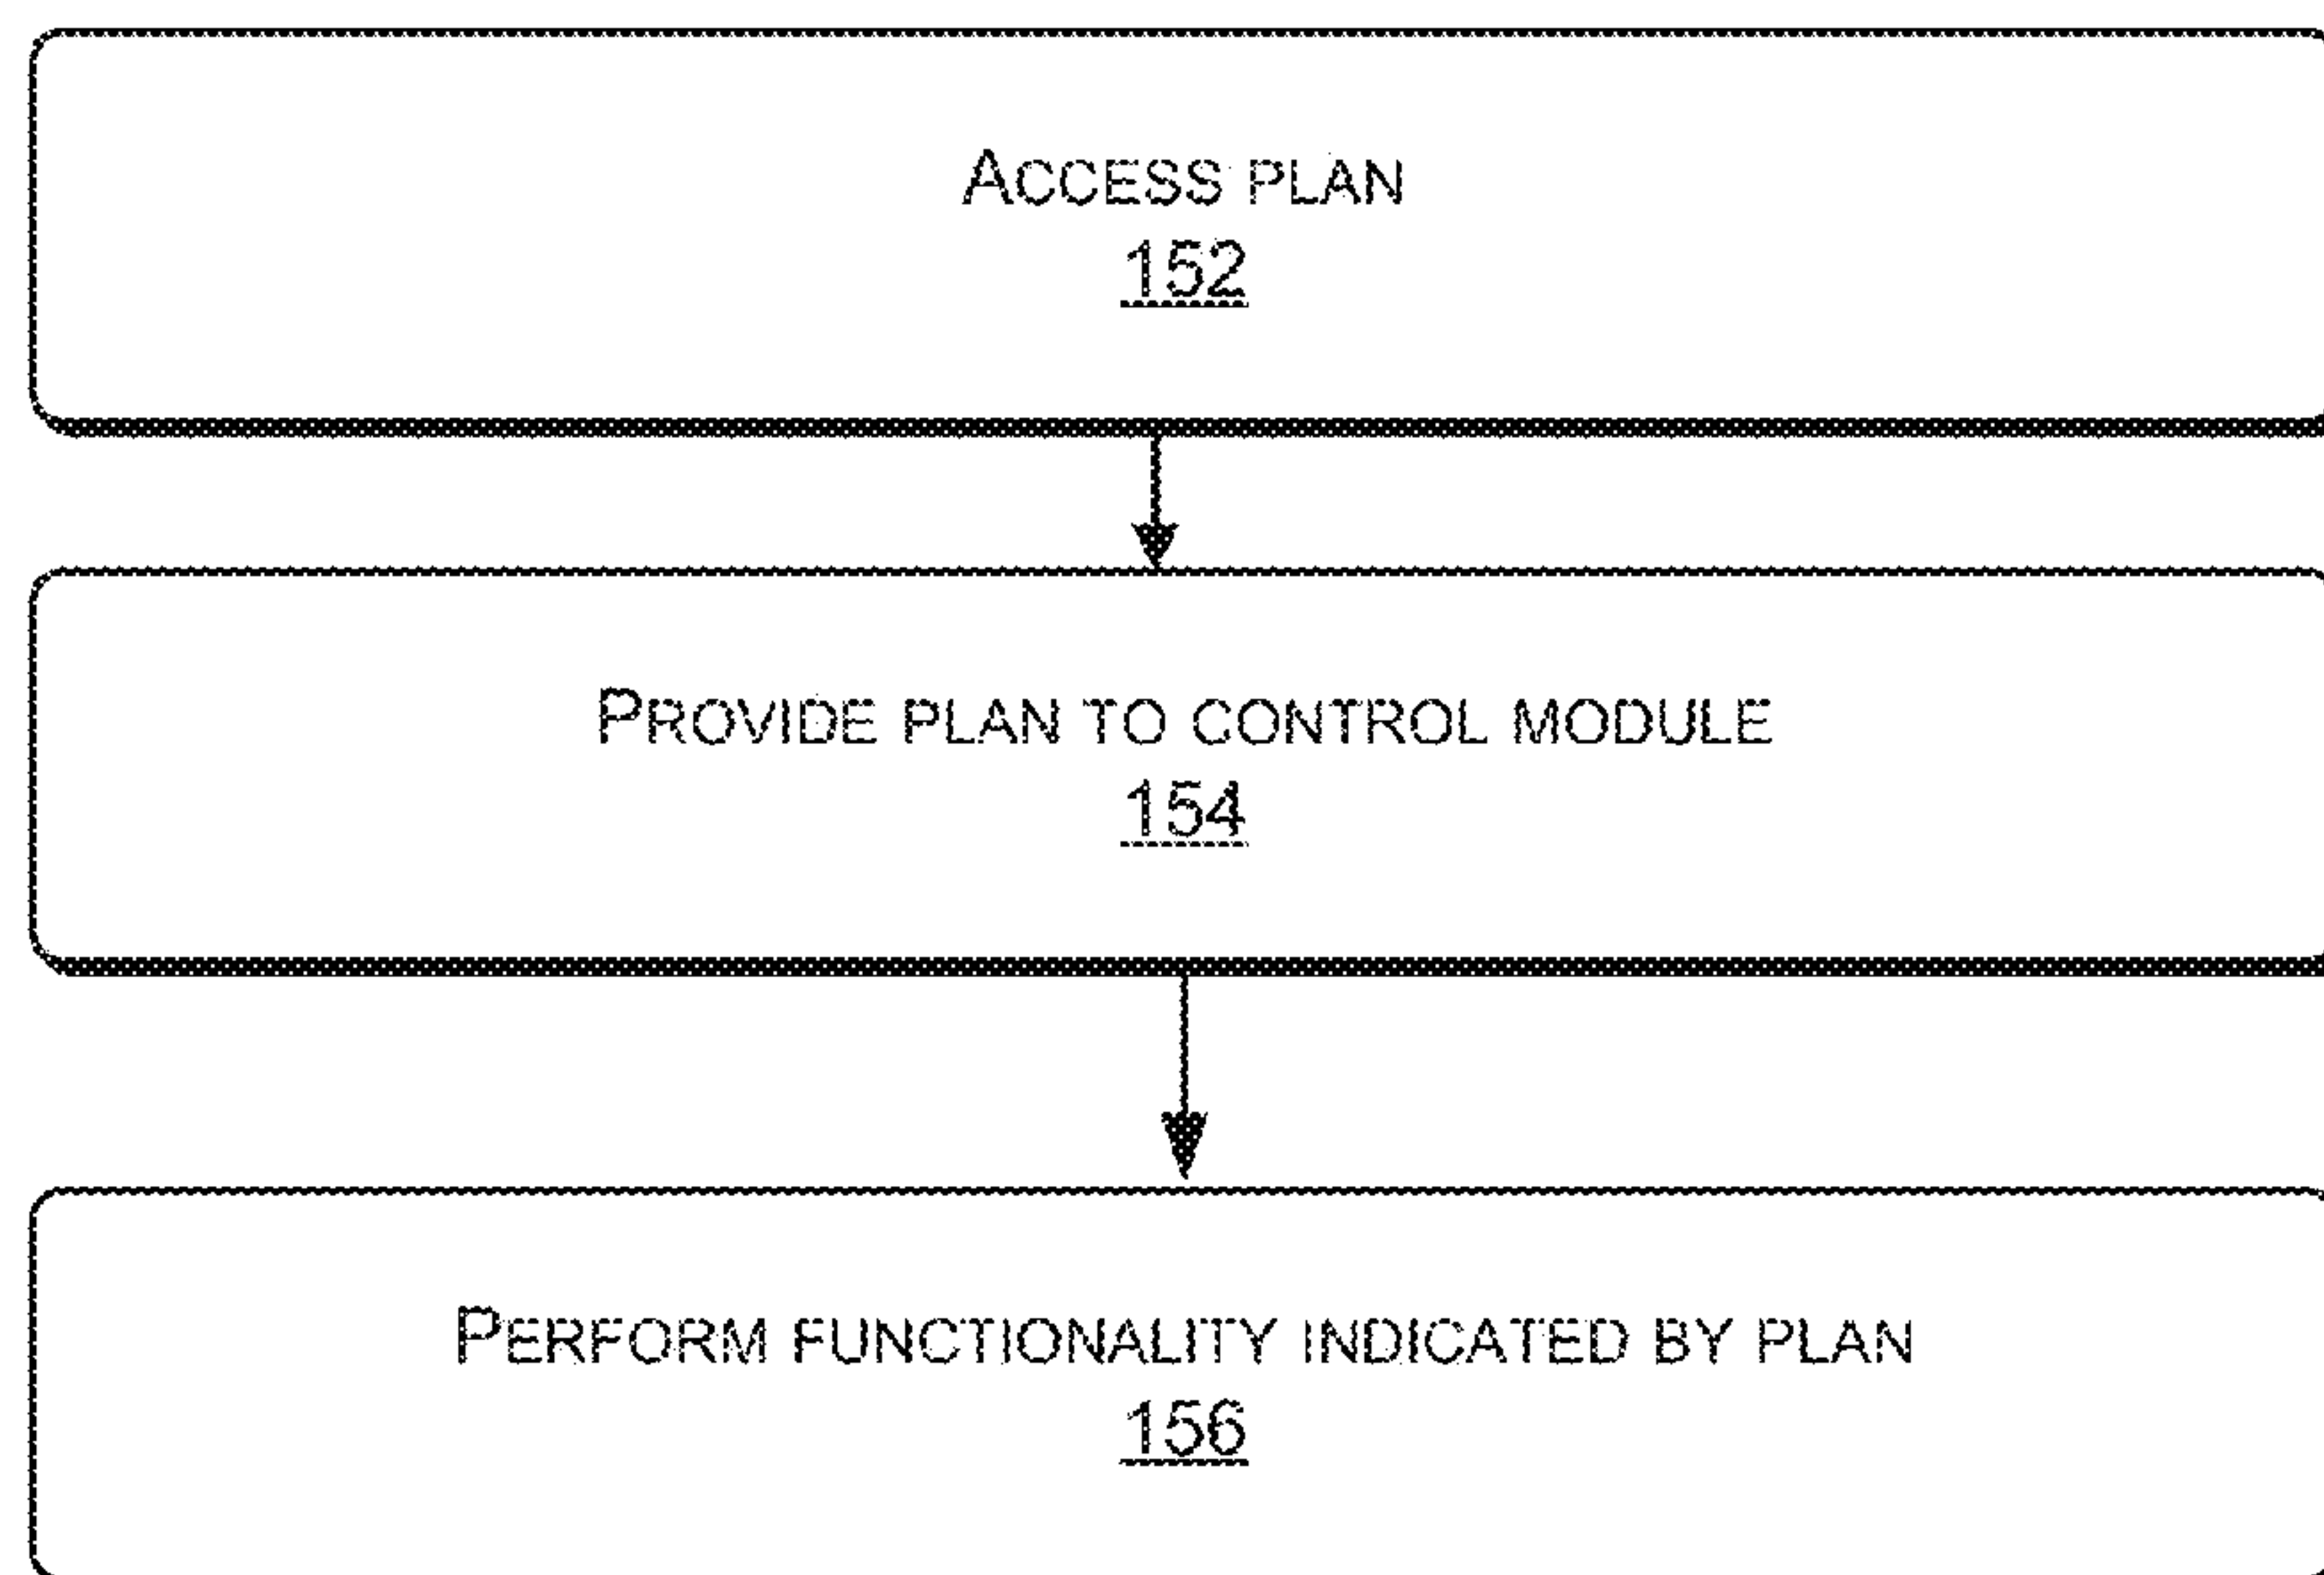 ACCESS PLAN
152
PROVIDE PLAN TO CONTROL MODULE
154
PERFORM FUNCTIONALITY INDICATED BY PLAN
156